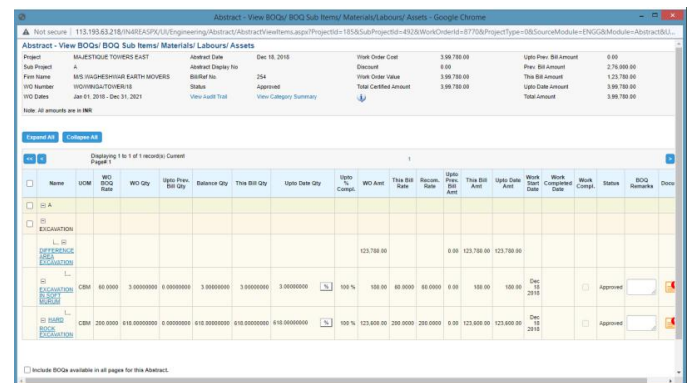 Abstract - View BOQs/ BOQ Sub Items/ Materials/Labours/ Assets - Google Chrome
Not secure | 113.193.63.218/IN4REASPX/UI/Engineering/Abstract/AbstractViewItems.aspx?ProjectId=185&SubProjectId=492&WorkOrderId=8770&ProjectType=0&SourceModule=ENGG&Module=Abstract&U...
Abstract - View BOQs/ BOQ Sub Items/ Materials/ Labours/ Assets
Project MAJESTIQUE TOWERS EAST Abstract Date Dec 18, 2018 Work Order Cost 3,99,780.00 Upto Prev. Bill Amount 0.00
Sub Project A Abstract Display No Discount 0.00 Prev. Bill Amount 2,76,000.00
Firm Name M/S.WAGHESHWAR EARTH MOVERS Bill/Ref No. 254 Work Order Value 3,99,780.00 This Bill Amount 1,23,780.00
WO Number WO/WINGA/TOWER/18 Status Approved Total Certified Amount 3,99,780.00 Upto Date Amount 3,99,780.00
WO Dates Jan 01, 2018 - Dec 31, 2021 View Audit Trail View Category Summary Total Amount 3,99,780.00
Note: All amounts are in INR
Expand All Collapse All
<< < Displaying 1 to 1 of 1 record(s) Current Page# 1 1 >
Name UOM WO BOQ Rate WO Qty Upto Prev. Bill Qty Balance Qty This Bill Qty Upto Date Qty Upto % Compl. WO Amt This Bill Rate Recom. Rate Upto Prev. Bill Amt This Bill Amt Upto Date Amt Work Start Date Work Completed Date Work Compl. Status BOQ Remarks Docu
A
EXCAVATION
DIFFERENCE AREA EXCAVATION 123,780.00 0.00 123,780.00 123,780.00
EXCAVATION IN SOFT MURUM CBM 60.0000 3.00000000 0.00000000 3.00000000 3.00000000 3.00000000 % 100 % 180.00 60.0000 60.0000 0.00 180.00 180.00 Dec 18 2018 Approved
HARD ROCK EXCAVATION CBM 200.0000 618.00000000 0.00000000 618.00000000 618.00000000 618.00000000 % 100 % 123,600.00 200.0000 200.0000 0.00 123,600.00 123,600.00 Dec 18 2018 Approved
Include BOQs available in all pages for this Abstract.